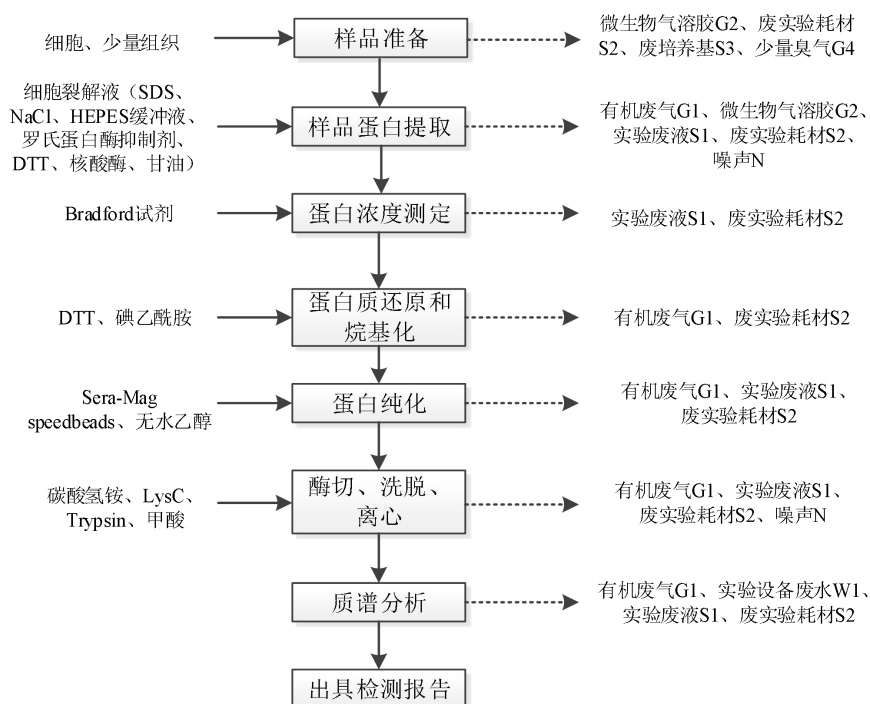 细胞、少量组织
样品准备
微生物气溶胶G2、废实验耗材
S2、废培养基S3、少量臭气G4
细胞裂解液（SDS、
NaCl、HEPES缓冲液、
罗氏蛋白酶抑制剂、
DTT、核酸酶、甘油）
样品蛋白提取
有机废气G1、微生物气溶胶G2、
实验废液S1、废实验耗材S2、
噪声N
Bradford试剂
蛋白浓度测定
实验废液S1、废实验耗材S2
DTT、碘乙酰胺
蛋白质还原和
烷基化
有机废气G1、废实验耗材S2
Sera-Mag
speedbeads、无水乙醇
蛋白纯化
有机废气G1、实验废液S1、
废实验耗材S2
碳酸氢铵、LysC、
Trypsin、甲酸
酶切、洗脱、
离心
有机废气G1、实验废液S1、
废实验耗材S2、噪声N
质谱分析
有机废气G1、实验设备废水W1、
实验废液S1、废实验耗材S2
出具检测报告